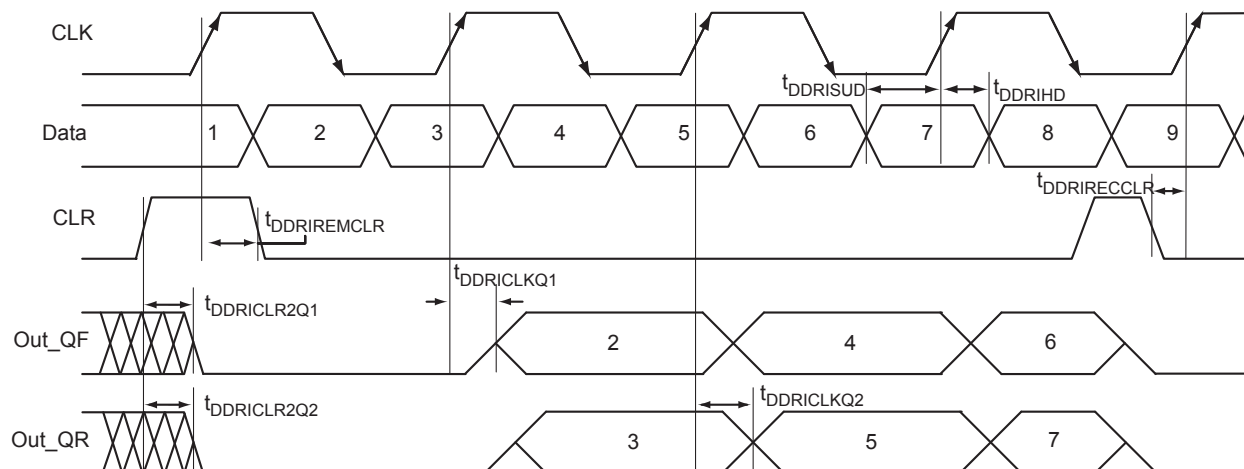 CLK
tDDRISUD
tDDRIHD
Data
1 2 3 4 5 6 7 8 9
tDDRIRECCLR
CLR
tDDRIREMCLR
tDDRICLKQ1
tDDRICLR2Q1
Out_QF
2 4 6
tDDRICLR2Q2
tDDRICLKQ2
Out_QR
3 5 7